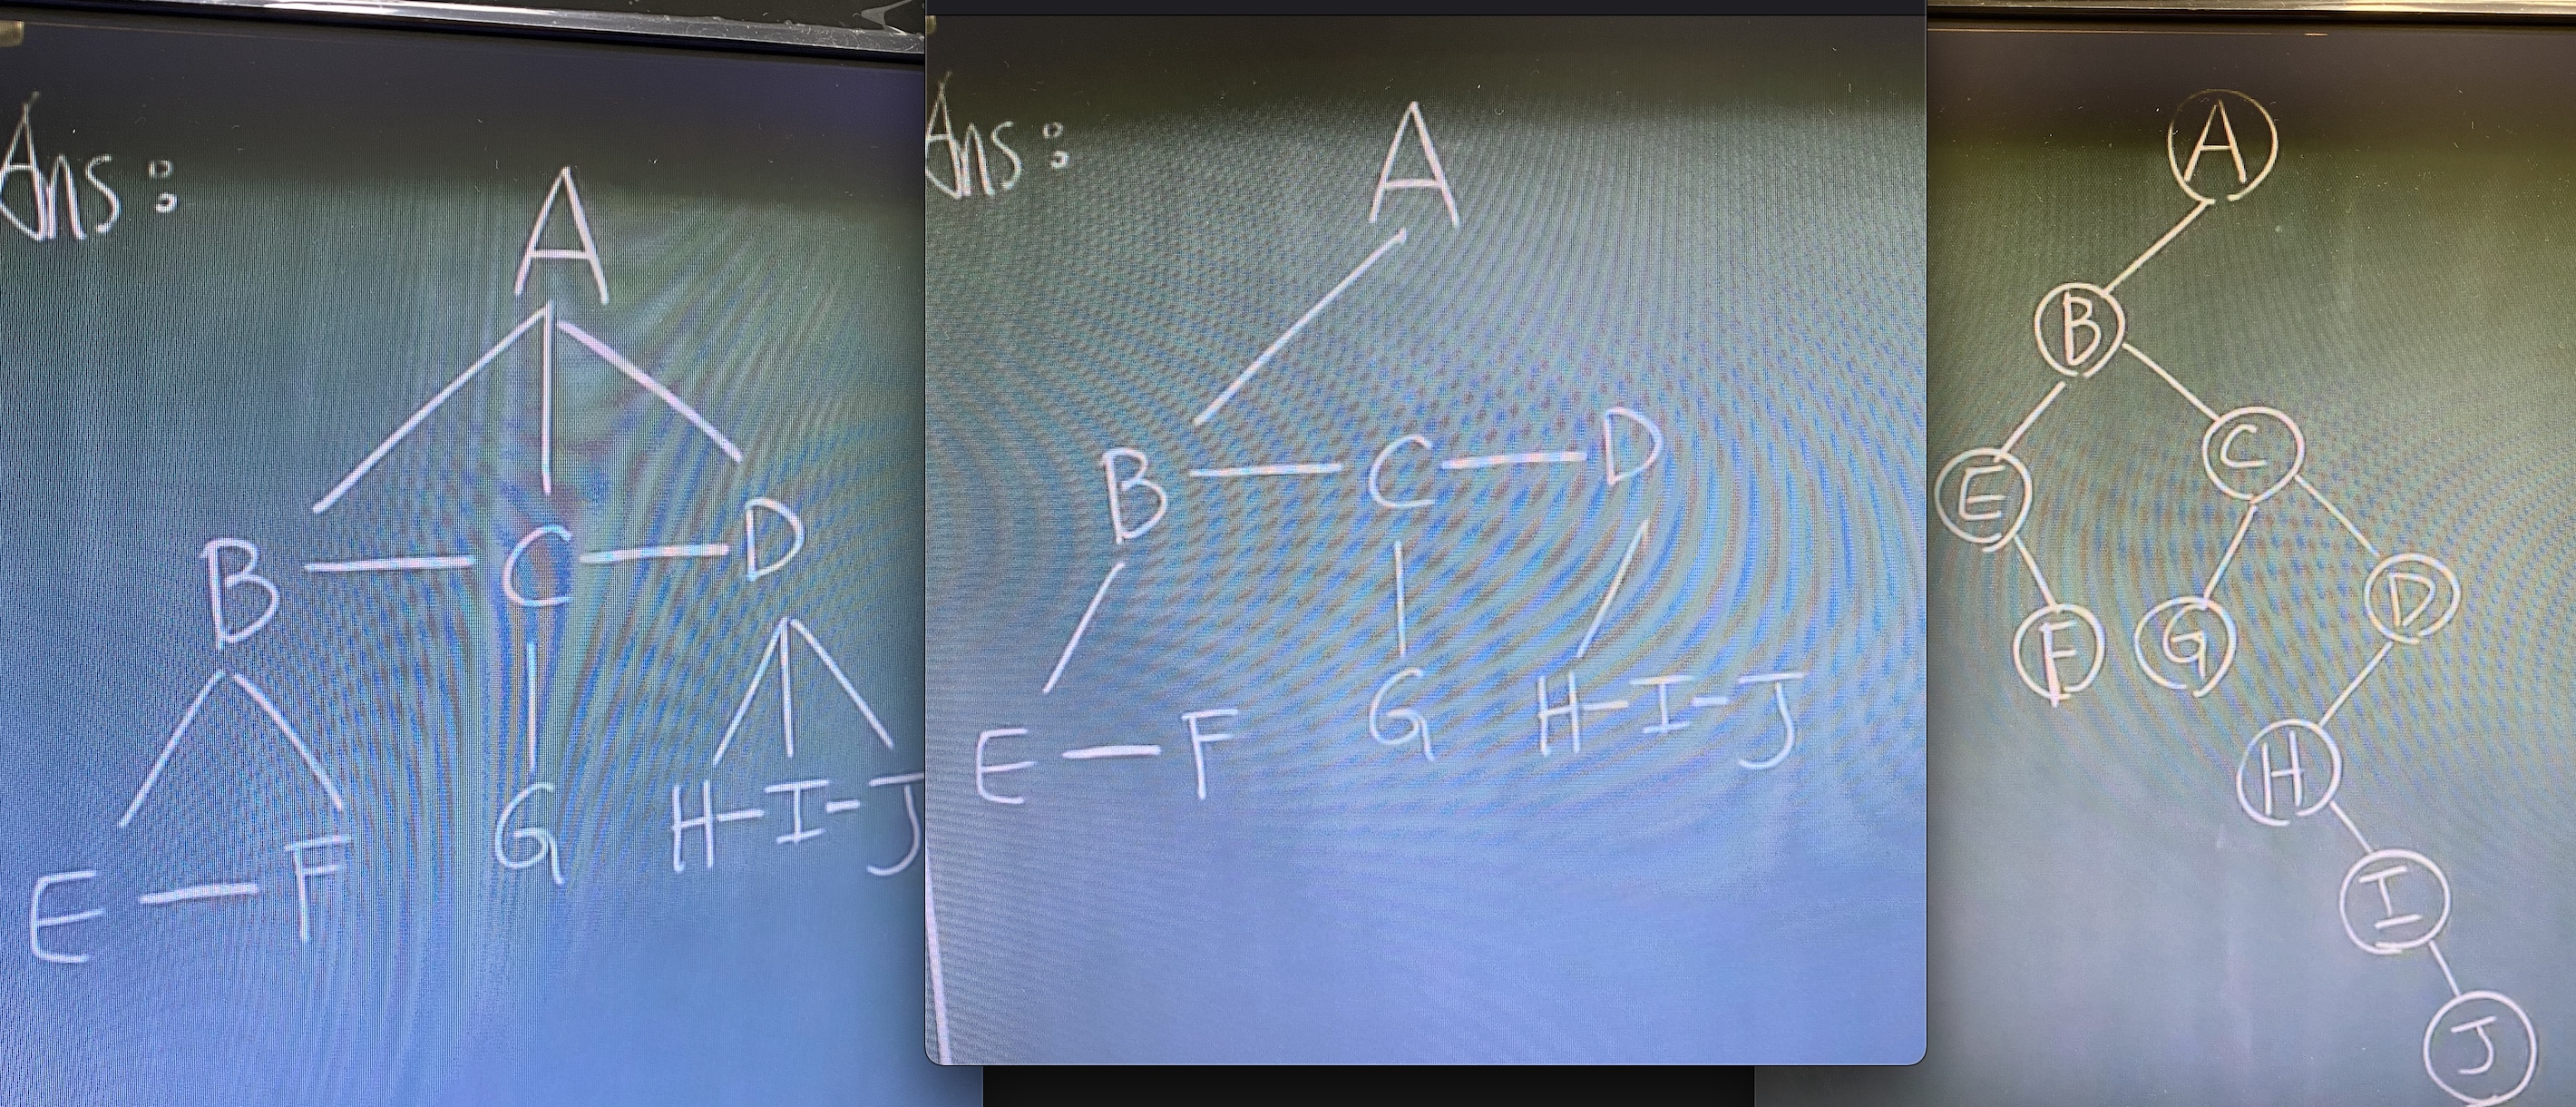 Ans:
A
B — C — D
E — F G H-I-J
Ans:
A
B — C — D
E — F G H-I-J
A
B
C
E
D
F G
H
I
J